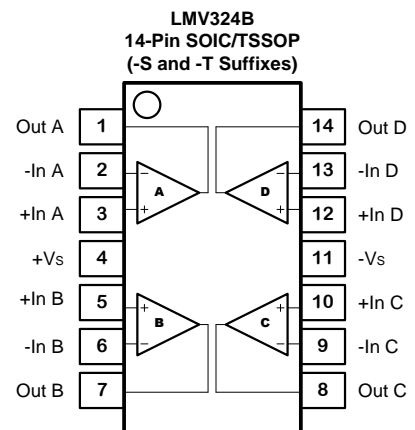 LMV324B
14-Pin SOIC/TSSOP
(-S and -T Suffixes)
Out A 1 14 Out D
-In A 2 − − 13 -In D
A D
+In A 3 + + 12 +In D
+Vs 4 11 -Vs
+In B 5 + + 10 +In C
B C
-In B 6 − − 9 -In C
Out B 7 8 Out C